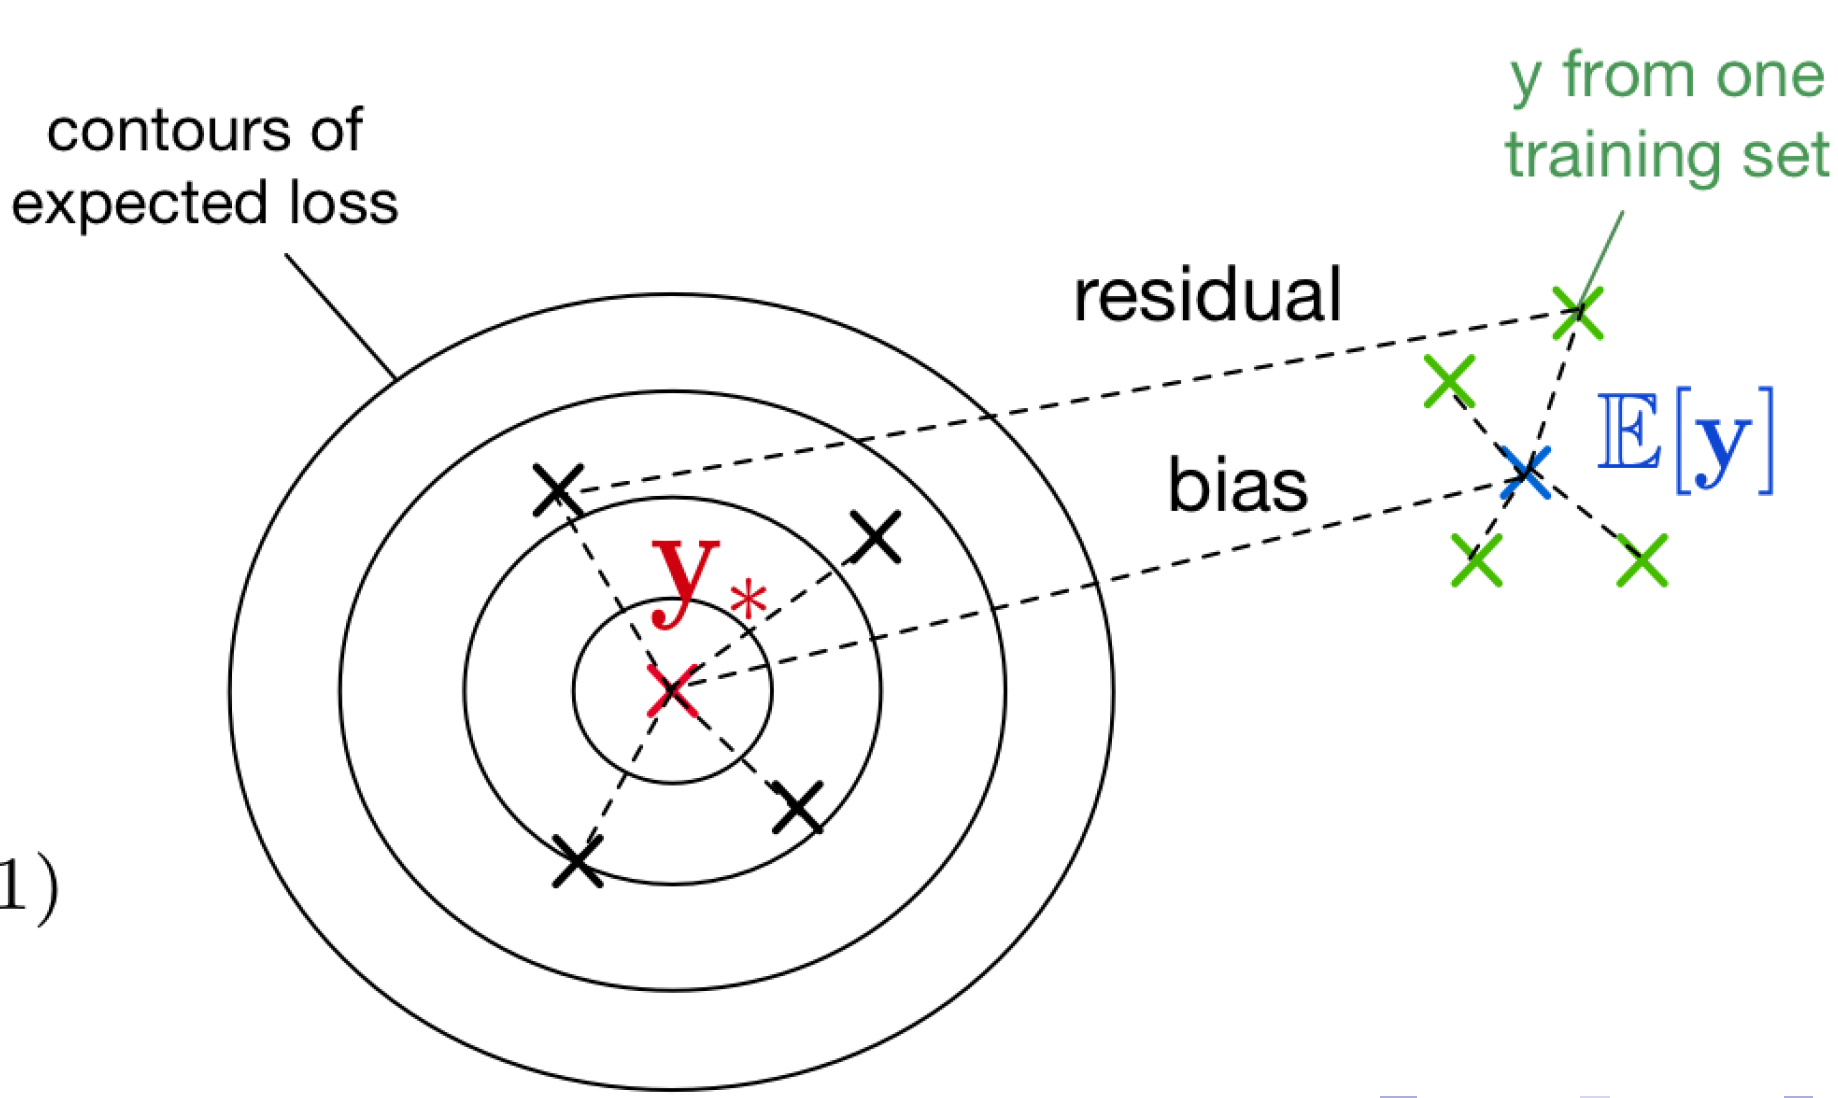 y from one
training set
contours of
expected loss
residual
𝔼[y]
bias
y*
1)